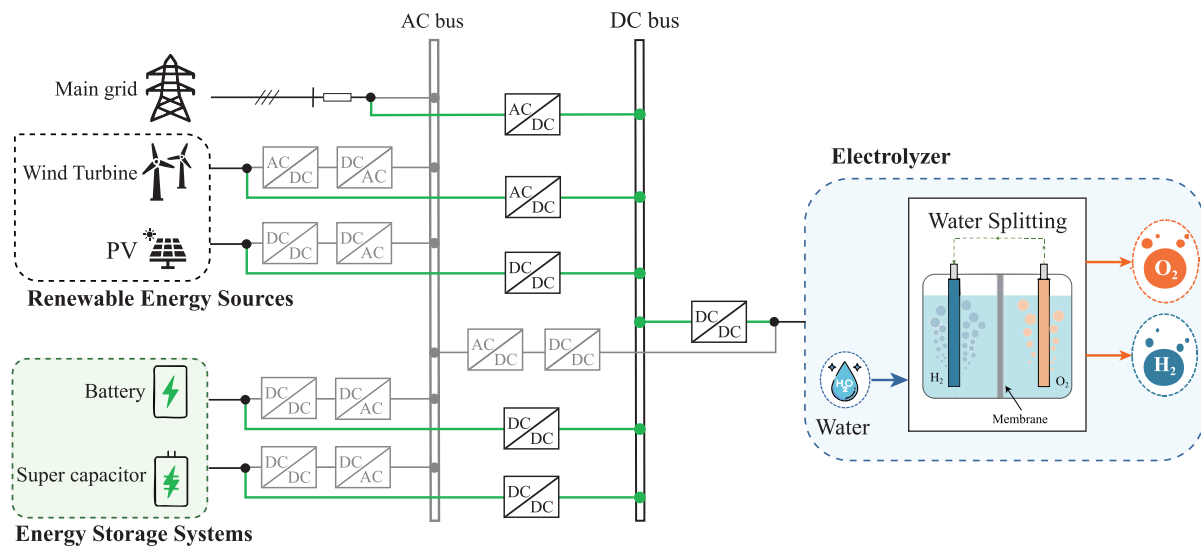 AC bus
DC bus
Main grid
AC
DC
Wind Turbine
AC
DC
DC
AC
AC
DC
PV
DC
DC
DC
AC
DC
DC
Renewable Energy Sources
DC
DC
AC
DC
DC
DC
Battery
DC
DC
DC
AC
DC
DC
Super capacitor
DC
DC
DC
AC
DC
DC
Energy Storage Systems
Electrolyzer
Water Splitting
H₂
O₂
Membrane
H₂O
Water
O₂
H₂